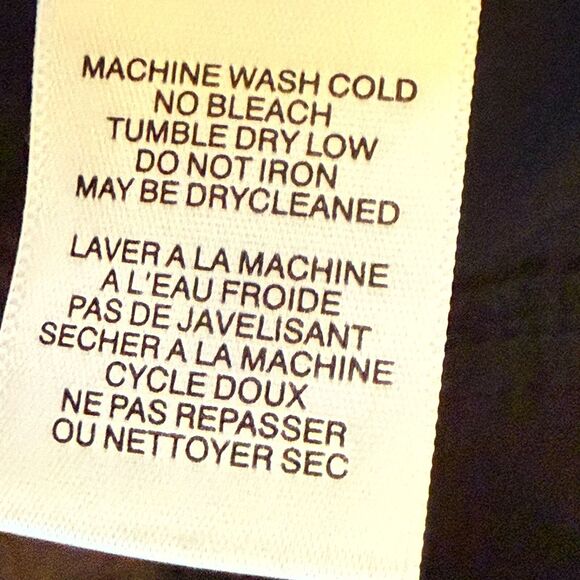 MACHINE WASH COLD
NO BLEACH
TUMBLE DRY LOW
DO NOT IRON
MAY BE DRYCLEANED
LAVER A LA MACHINE
A L'EAU FROIDE
PAS DE JAVELISANT
SECHER A LA MACHINE
CYCLE DOUX
NE PAS REPASSER
OU NETTOYER SEC